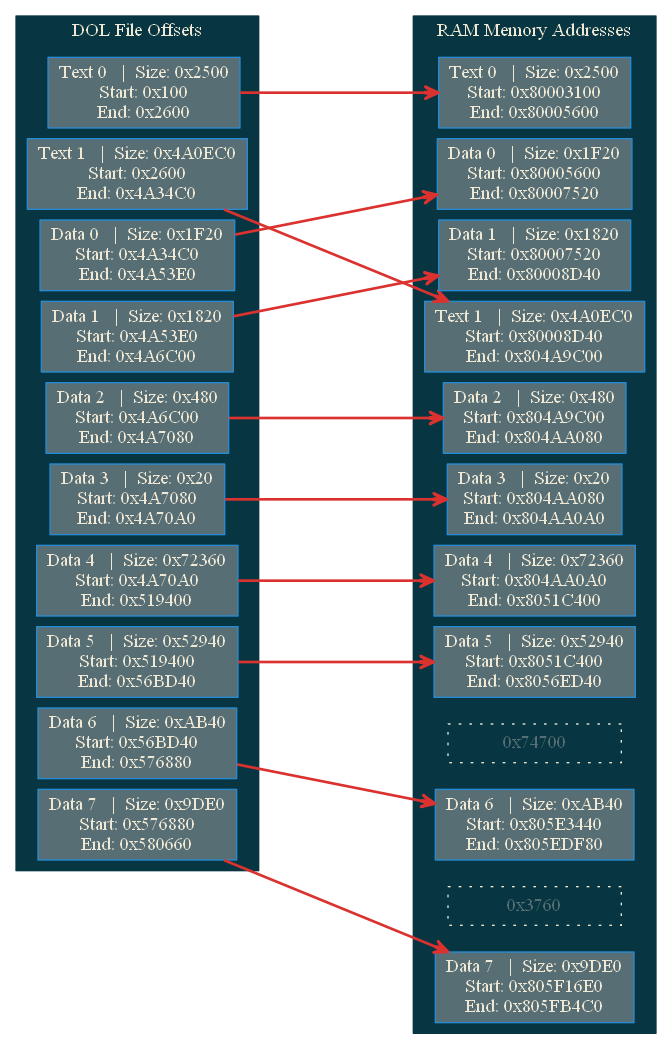 DOL File Offsets
Text 0 | Size: 0x2500
Start: 0x100
End: 0x2600
Text 1 | Size: 0x4A0EC0
Start: 0x2600
End: 0x4A34C0
Data 0 | Size: 0x1F20
Start: 0x4A34C0
End: 0x4A53E0
Data 1 | Size: 0x1820
Start: 0x4A53E0
End: 0x4A6C00
Data 2 | Size: 0x480
Start: 0x4A6C00
End: 0x4A7080
Data 3 | Size: 0x20
Start: 0x4A7080
End: 0x4A70A0
Data 4 | Size: 0x72360
Start: 0x4A70A0
End: 0x519400
Data 5 | Size: 0x52940
Start: 0x519400
End: 0x56BD40
Data 6 | Size: 0xAB40
Start: 0x56BD40
End: 0x576880
Data 7 | Size: 0x9DE0
Start: 0x576880
End: 0x580660
RAM Memory Addresses
Text 0 | Size: 0x2500
Start: 0x80003100
End: 0x80005600
Data 0 | Size: 0x1F20
Start: 0x80005600
End: 0x80007520
Data 1 | Size: 0x1820
Start: 0x80007520
End: 0x80008D40
Text 1 | Size: 0x4A0EC0
Start: 0x80008D40
End: 0x804A9C00
Data 2 | Size: 0x480
Start: 0x804A9C00
End: 0x804AA080
Data 3 | Size: 0x20
Start: 0x804AA080
End: 0x804AA0A0
Data 4 | Size: 0x72360
Start: 0x804AA0A0
End: 0x8051C400
Data 5 | Size: 0x52940
Start: 0x8051C400
End: 0x8056ED40
0x74700
Data 6 | Size: 0xAB40
Start: 0x805E3440
End: 0x805EDF80
0x3760
Data 7 | Size: 0x9DE0
Start: 0x805F16E0
End: 0x805FB4C0